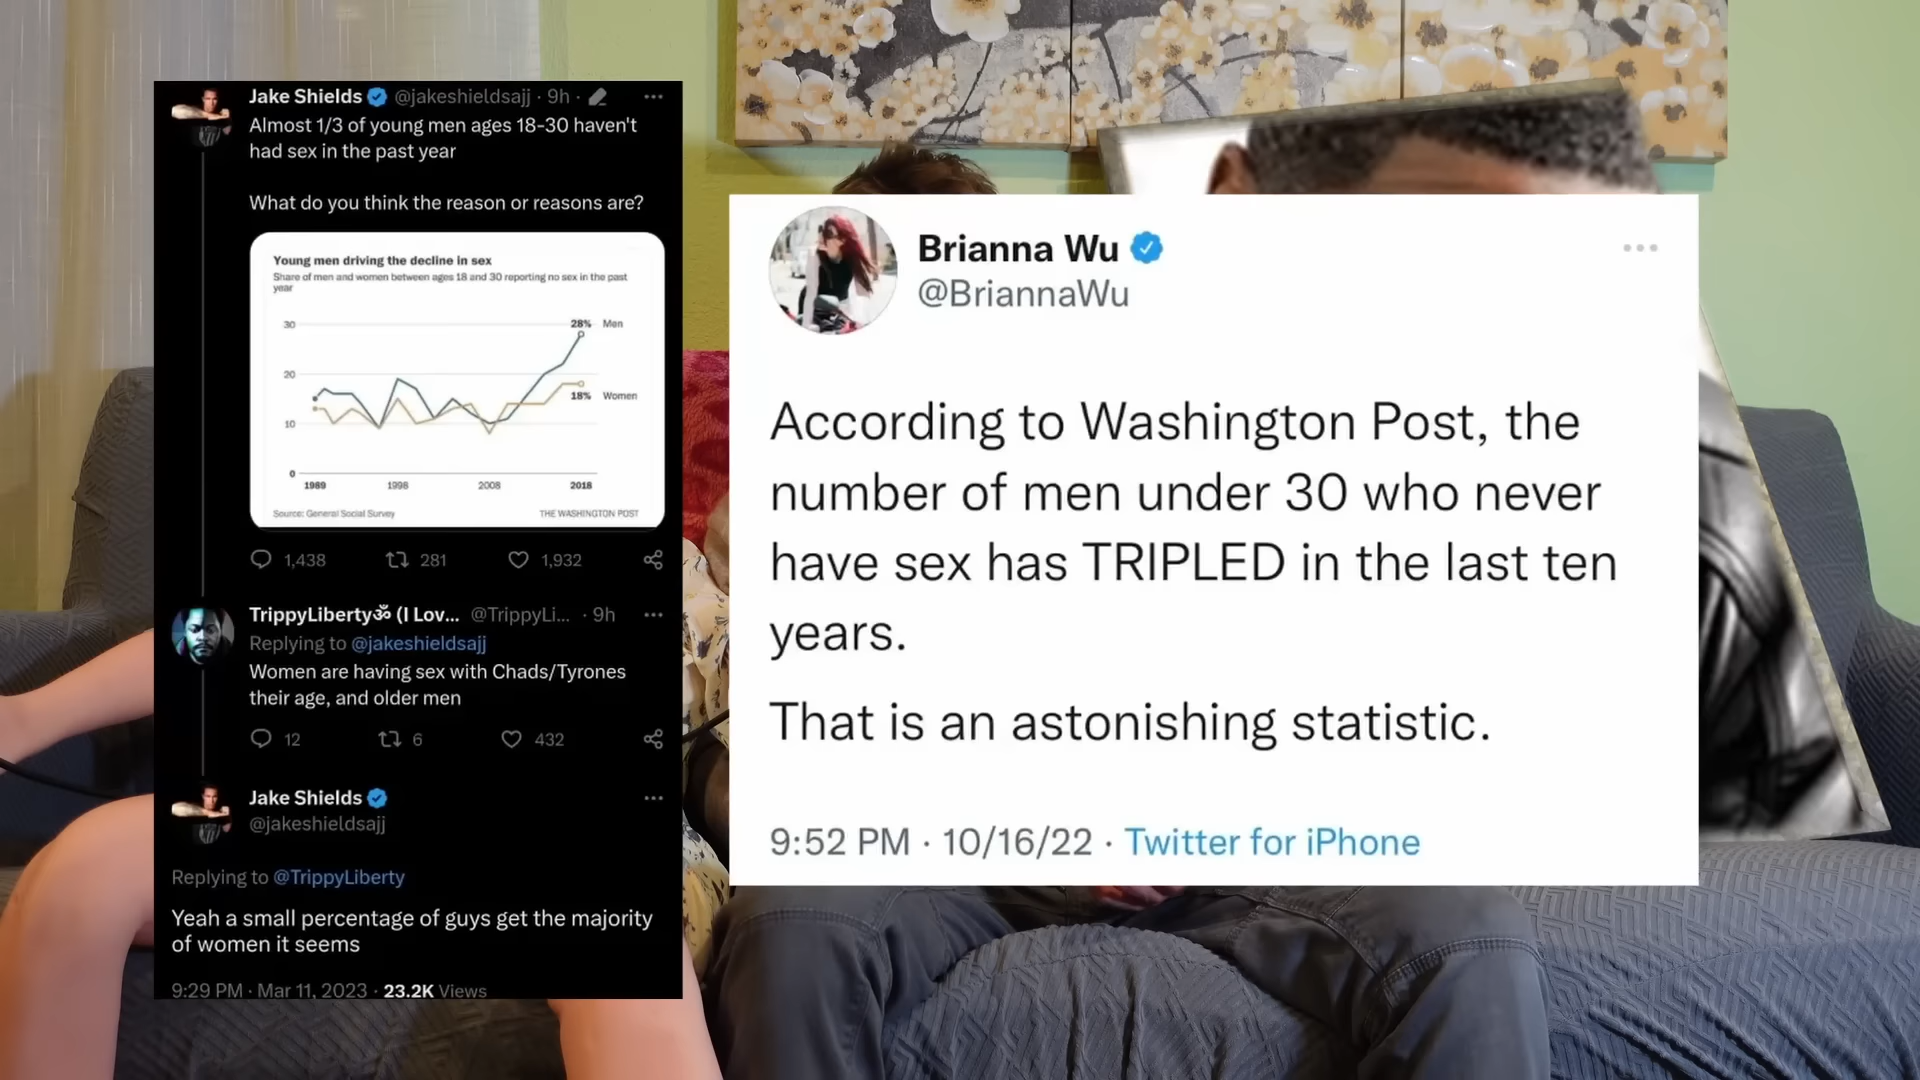 Jake Shields @jakeshieldsajj · 9h ·
Almost 1/3 of young men ages 18-30 haven't
had sex in the past year
What do you think the reason or reasons are?
Young men driving the decline in sex
Share of men and women between ages 18 and 30 reporting no sex in the past
year
30
28% Men
20
18% Women
10
0
1989 1998 2008 2018
Source: General Social Survey THE WASHINGTON POST
1,438 281 1,932
TrippyLibertyॐ (I Lov... @TrippyLi... · 9h
Replying to @jakeshieldsajj
Women are having sex with Chads/Tyrones
their age, and older men
12 6 432
Jake Shields
@jakeshieldsajj
Replying to @TrippyLiberty
Yeah a small percentage of guys get the majority
of women it seems
9:29 PM · Mar 11, 2023 · 23.2K Views
Brianna Wu
@BriannaWu
According to Washington Post, the
number of men under 30 who never
have sex has TRIPLED in the last ten
years.
That is an astonishing statistic.
9:52 PM · 10/16/22 · Twitter for iPhone